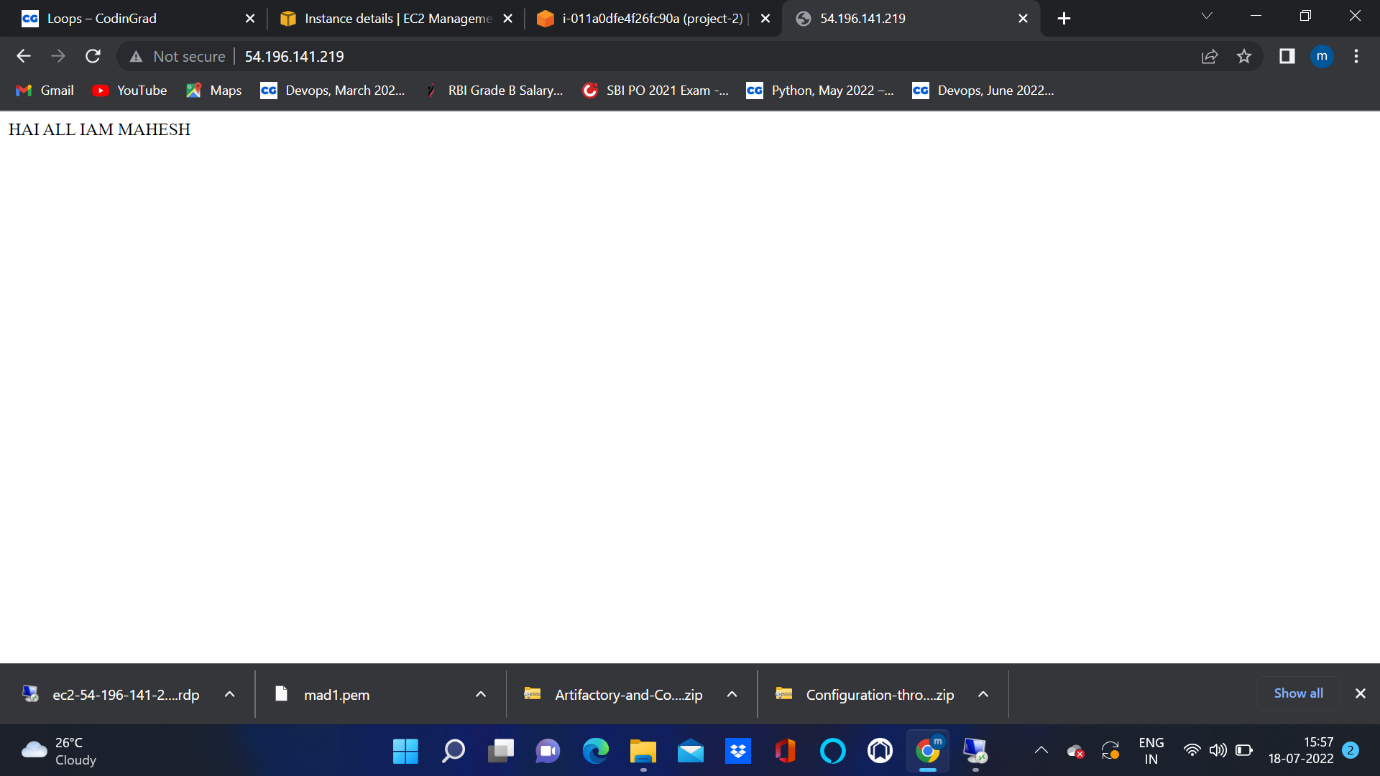 Loops – CodinGrad
Instance details | EC2 Manageme
i-011a0dfe4f26fc90a (project-2) |
54.196.141.219
Not secure
54.196.141.219
m
Gmail
YouTube
Maps
CG Devops, March 202...
RBI Grade B Salary...
SBI PO 2021 Exam -...
CG Python, May 2022 –...
CG Devops, June 2022...
HAI ALL IAM MAHESH
ec2-54-196-141-2....rdp
mad1.pem
Artifactory-and-Co....zip
Configuration-thro....zip
Show all
26°C
Cloudy
m
ENG
IN
15:57
18-07-2022
2